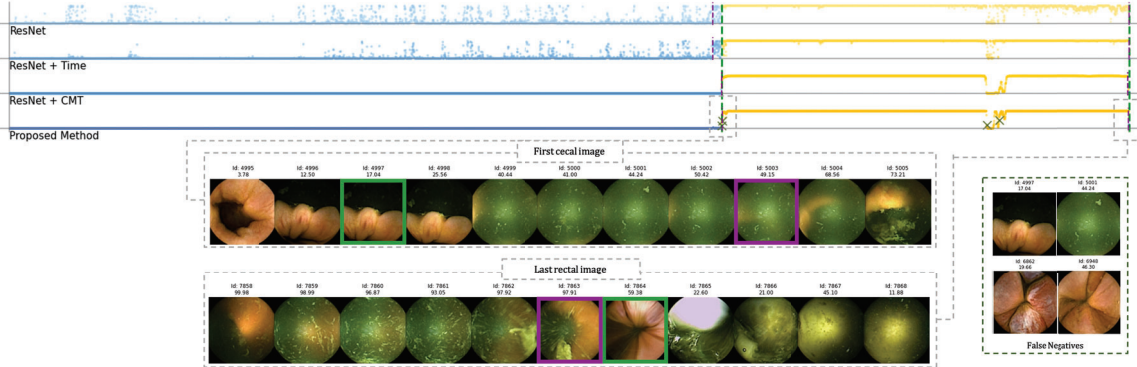 ResNet
ResNet + Time
ResNet + CMT
Proposed Method
First cecal image
Id: 4995 Id: 4996 Id: 4997 Id: 4998 Id: 4999 Id: 5000 Id: 5001 Id: 5002 Id: 5003 Id: 5004 Id: 5005
3.78 12.50 17.04 25.56 40.44 41.00 44.24 50.42 49.15 68.56 73.21
Id: 4997 Id: 5001
17.04 44.24
Id: 6862 Id: 6948
19.66 46.30
False Negatives
Last rectal image
Id: 7858 Id: 7859 Id: 7860 Id: 7861 Id: 7862 Id: 7863 Id: 7864 Id: 7865 Id: 7866 Id: 7867 Id: 7868
99.98 98.99 96.87 93.05 97.92 97.91 59.38 22.60 21.00 45.10 11.88